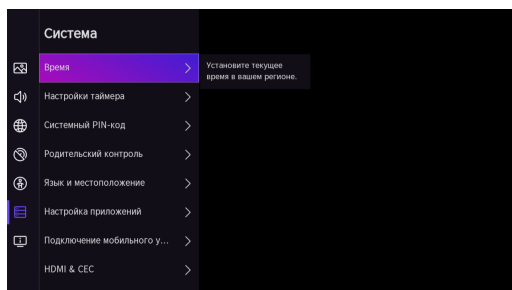 Система
Время
Установите текущее
время в вашем регионе.
Настройки таймера
Системный PIN-код
Родительский контроль
Язык и местоположение
Настройка приложений
Подключение мобильного у...
HDMI & CEC